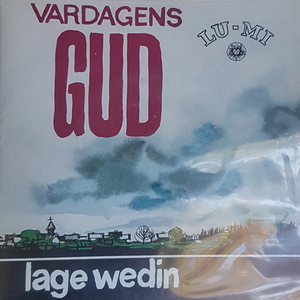 VARDAGENS
GUD
LU-MI
lage wedin